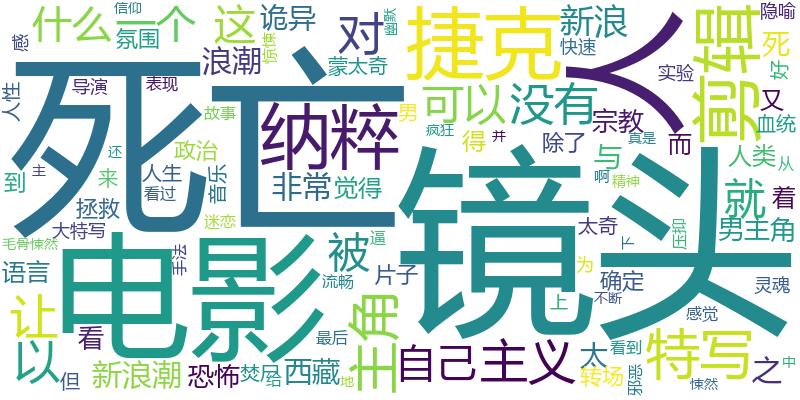 死亡
镜头
电影
人
捷克
纳粹
剪辑
特写
主角
自己
主义
可以
没有
新浪
浪潮
新浪潮
这
一个
什么
对
诡异
氛围
感
信仰
惊悚
幽默
蒙太奇
快速
隐喻
死
好
实验
又
血统
宗教
而
除了
与
得
男
并
疯狂
真是
啊
精神
人类
从
就
着
男主角
太奇
压抑
下
为
上
确定
不断
感觉
灵魂
之
中
悚然
看到
邪恶
转场
太
片子
逼
流畅
被
觉得
非常
音乐
故事
政治
表现
导演
人性
还
主
到
来
人生
看过
拯救
迷恋
大特写
毛骨悚然
手法
语言
让
看
以
但
恐怖
焚尸
给
西藏
地
最后